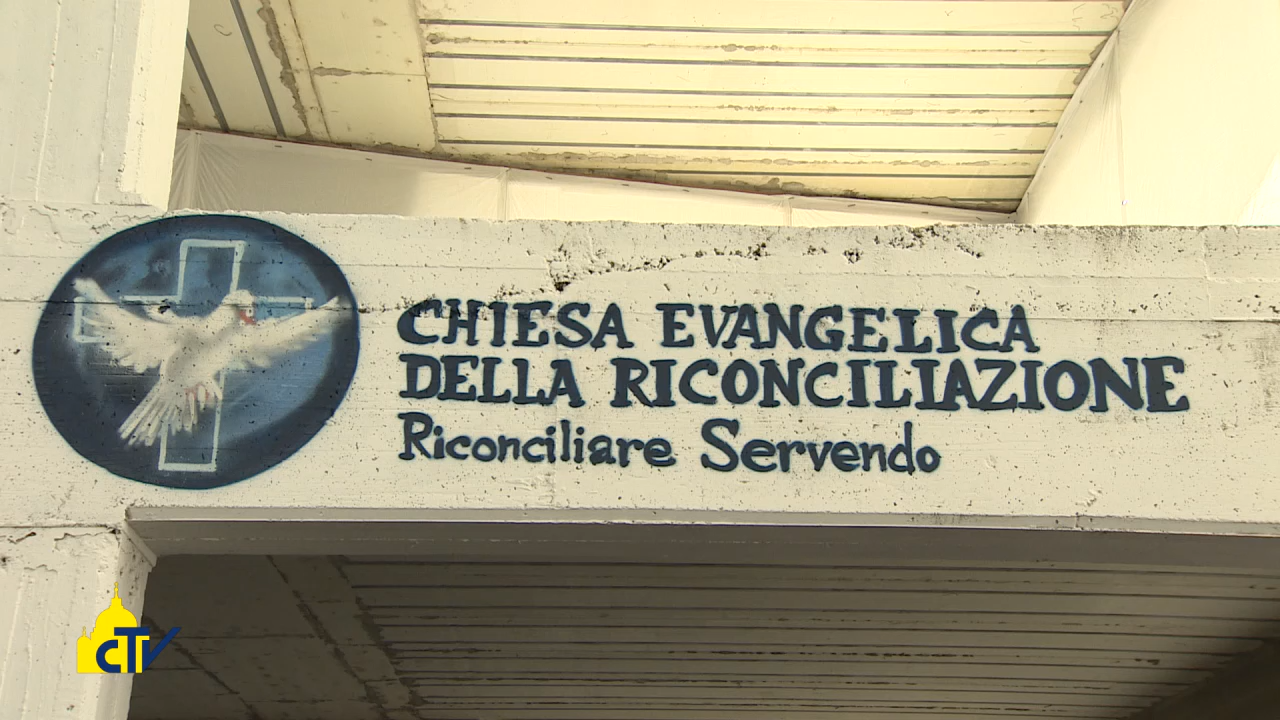 CHIESA EVANGELICA
DELLA RICONCILIAZIONE
Riconciliare Servendo
CTV